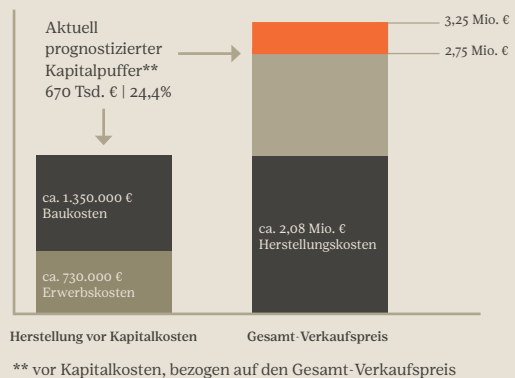 Aktuell
prognostizierter
Kapitalpuffer**
670 Tsd. € | 24,4%
3,25 Mio. €
2,75 Mio. €
ca. 1.350.000 €
Baukosten
ca. 730.000 €
Erwerbskosten
ca. 2,08 Mio. €
Herstellungskosten
Herstellung vor Kapitalkosten
Gesamt-Verkaufspreis
** vor Kapitalkosten, bezogen auf den Gesamt-Verkaufspreis